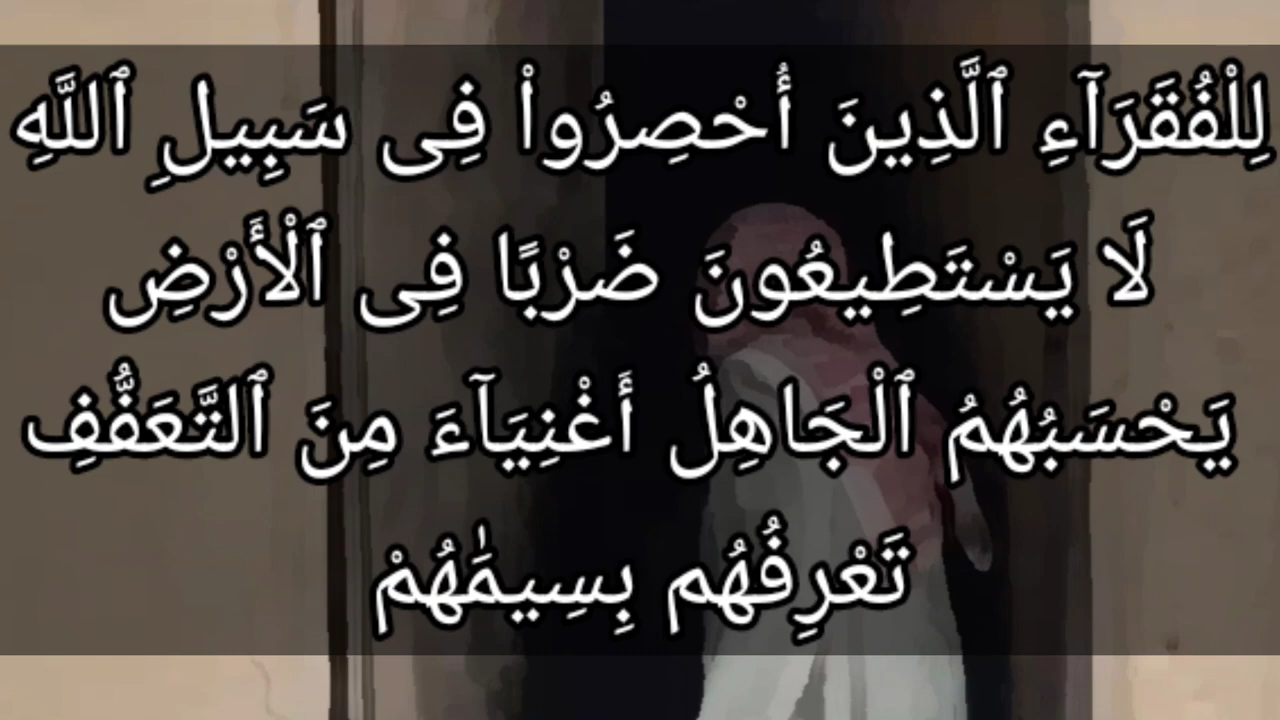 لِلْفُقَرَآءِ ٱلَّذِينَ أُحْصِرُوا۟ فِى سَبِيلِ ٱللَّهِ
لَا يَسْتَطِيعُونَ ضَرْبًا فِى ٱلْأَرْضِ
يَحْسَبُهُمُ ٱلْجَاهِلُ أَغْنِيَآءَ مِنَ ٱلتَّعَفُّفِ
تَعْرِفُهُم بِسِيمَٰهُمْ